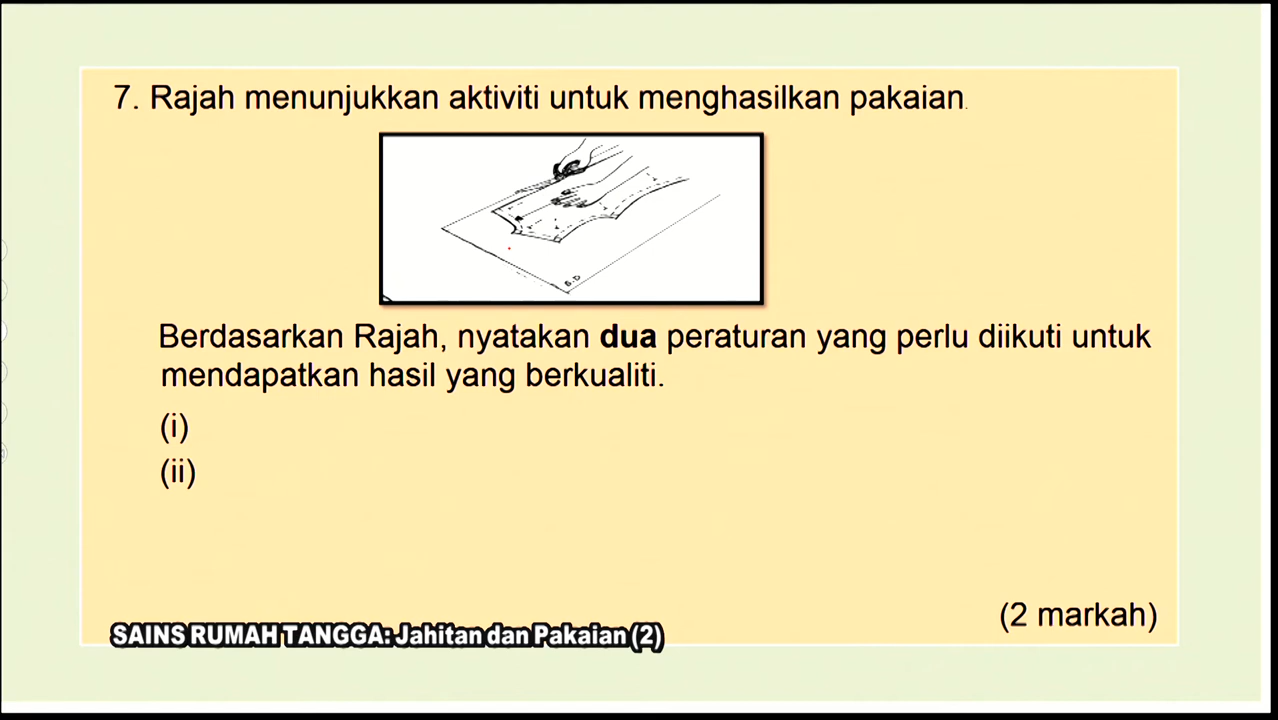 7. Rajah menunjukkan aktiviti untuk menghasilkan pakaian.
Berdasarkan Rajah, nyatakan dua peraturan yang perlu diikuti untuk
mendapatkan hasil yang berkualiti.
(i)
(ii)
(2 markah)
SAINS RUMAH TANGGA: Jahitan dan Pakaian (2)